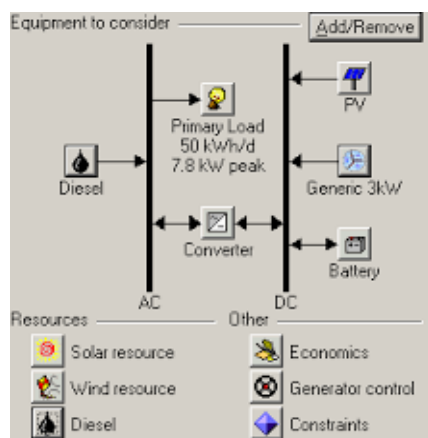 Equipment to consider
Add/Remove
Primary Load
50 kWh/d
7.8 kW peak
PV
Diesel
Generic 3kW
Converter
Battery
AC
DC
Resources
Other
Solar resource
Economics
Wind resource
Generator control
Diesel
Constraints